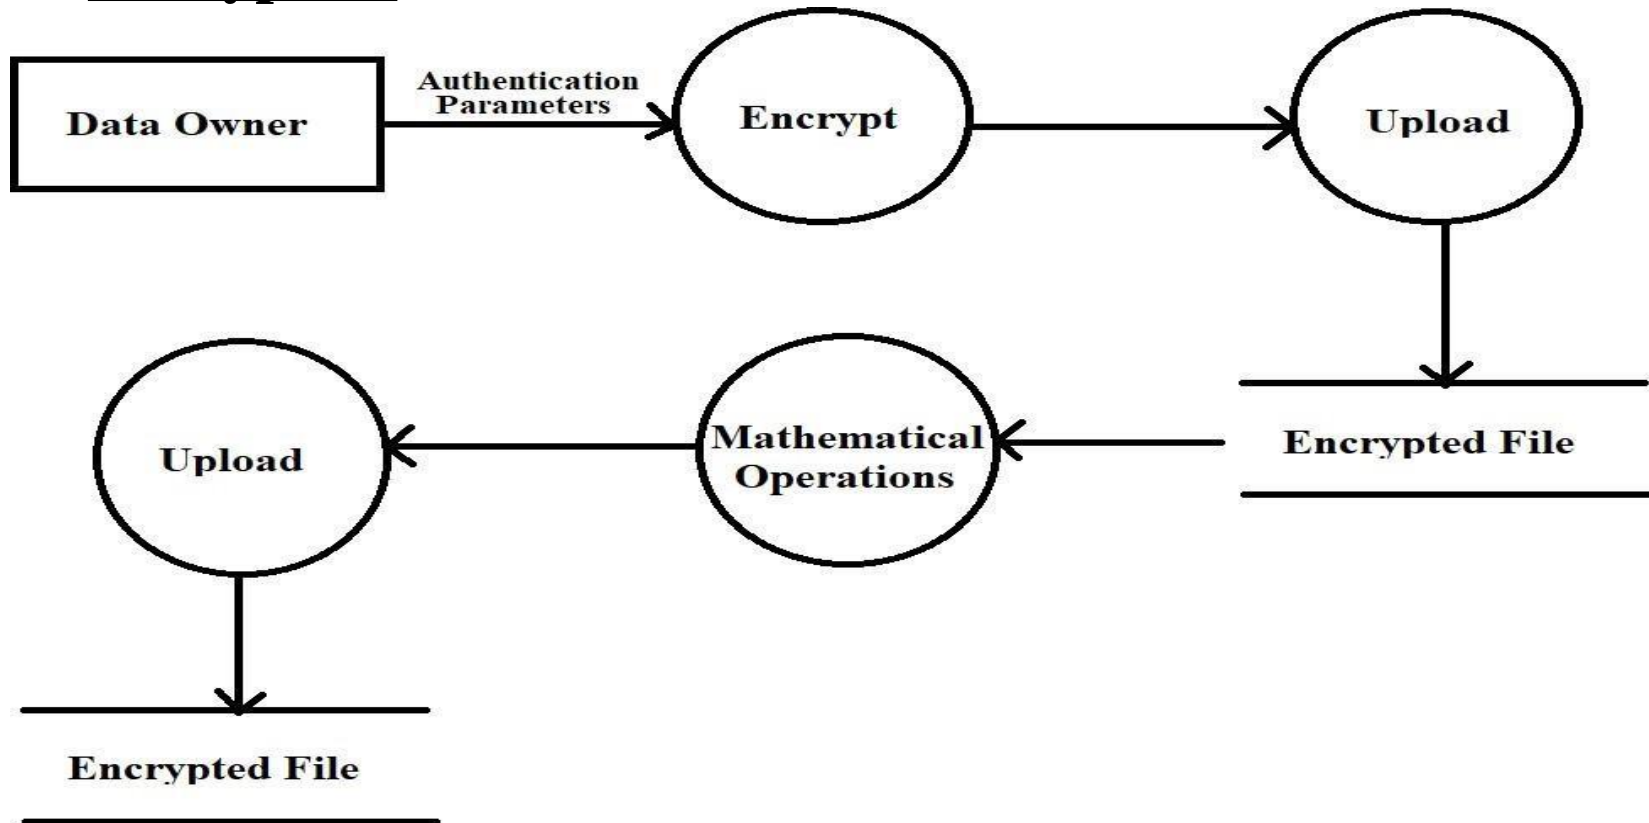 Data Owner
Authentication
Parameters
Encrypt
Upload
Encrypted File
Mathematical
Operations
Upload
Encrypted File